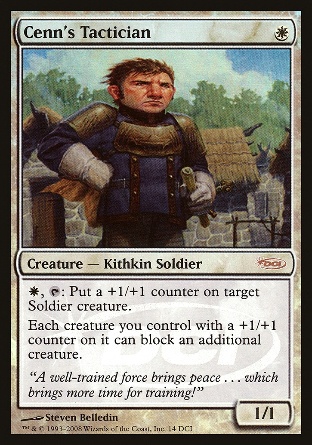 Cenn's Tactician
DCI
Creature — Kithkin Soldier
, : Put a +1/+1 counter on target
Soldier creature.
Each creature you control with a +1/+1
counter on it can block an additional
creature.
DCI
“A well-trained force brings peace . . . which
brings more time for training!”
Steven Belledin
™ & © 1993-2008 Wizards of the Coast, Inc. 14 DCI
1/1